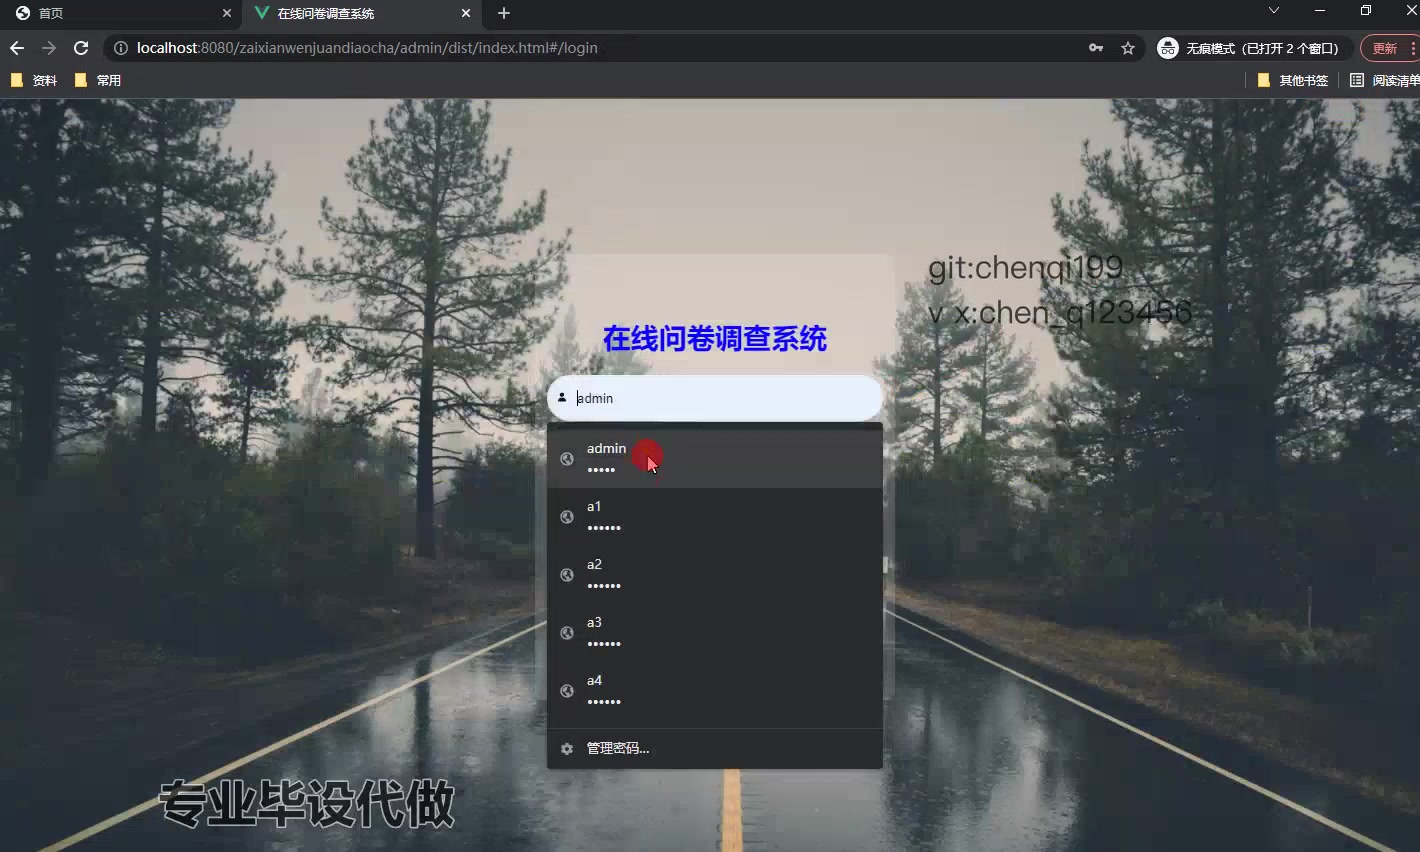 首页
在线问卷调查系统
localhost:8080/zaixianwenjuandiaocha/admin/dist/index.html#/login
无痕模式（已打开 2 个窗口）
更新
资料
常用
其他书签
阅读清单
git:chenqi199
v x:chen_q123456
在线问卷调查系统
admin
admin
•••••
a1
••••••
a2
••••••
a3
••••••
a4
••••••
管理密码...
专业毕设代做